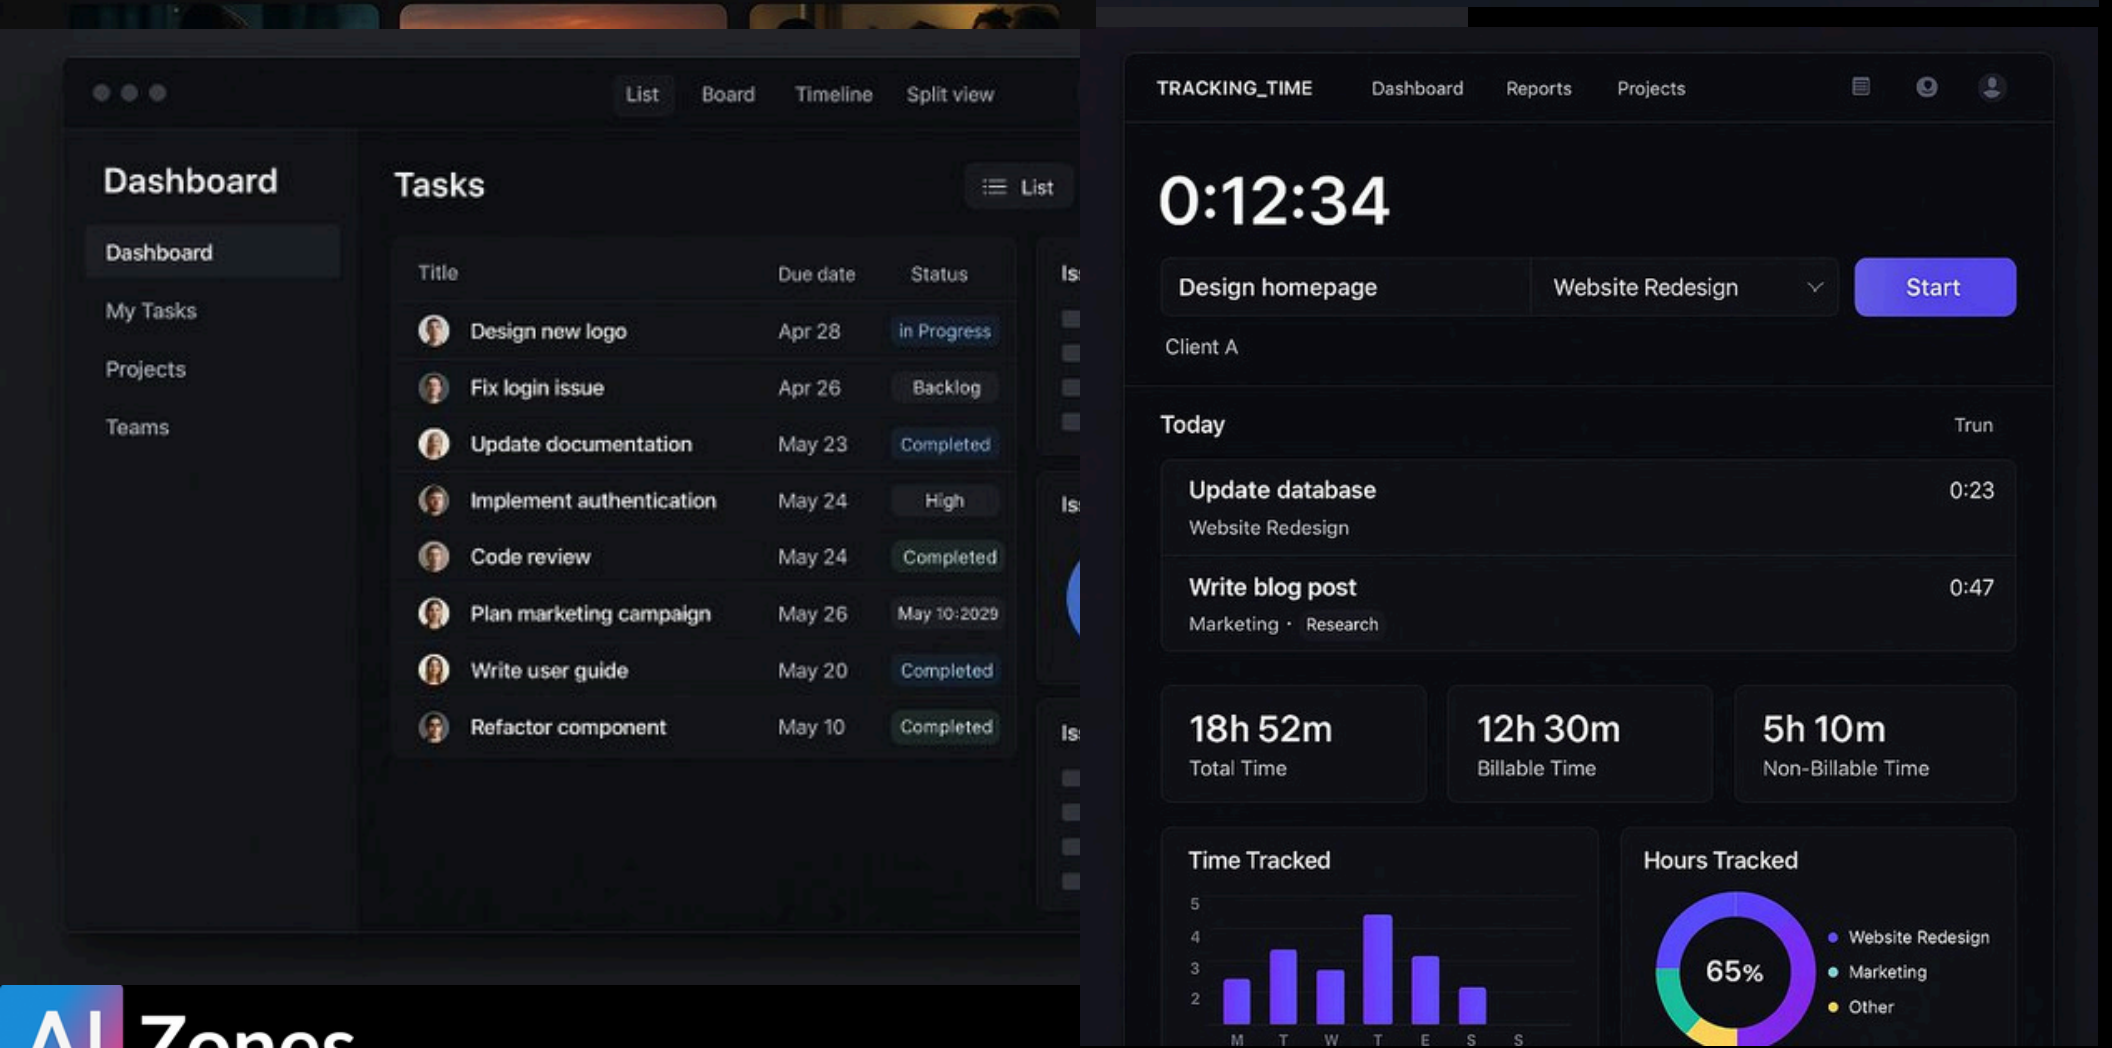 List Board Timeline Split view
Dashboard
Dashboard
My Tasks
Projects
Teams
Tasks
List
Title Due date Status
Design new logo Apr 28 in Progress
Fix login issue Apr 26 Backlog
Update documentation May 23 Completed
Implement authentication May 24 High
Code review May 24 Completed
Plan marketing campaign May 26 May 10:2029
Write user guide May 20 Completed
Refactor component May 10 Completed
Is
Is
Is
AI Zones
TRACKING_TIME Dashboard Reports Projects
0:12:34
Design homepage Website Redesign Start
Client A
Today Trun
Update database 0:23
Website Redesign
Write blog post 0:47
Marketing · Research
18h 52m 12h 30m 5h 10m
Total Time Billable Time Non-Billable Time
Time Tracked
5
4
3
2
M T W T E S S
Hours Tracked
65%
Website Redesign
Marketing
Other